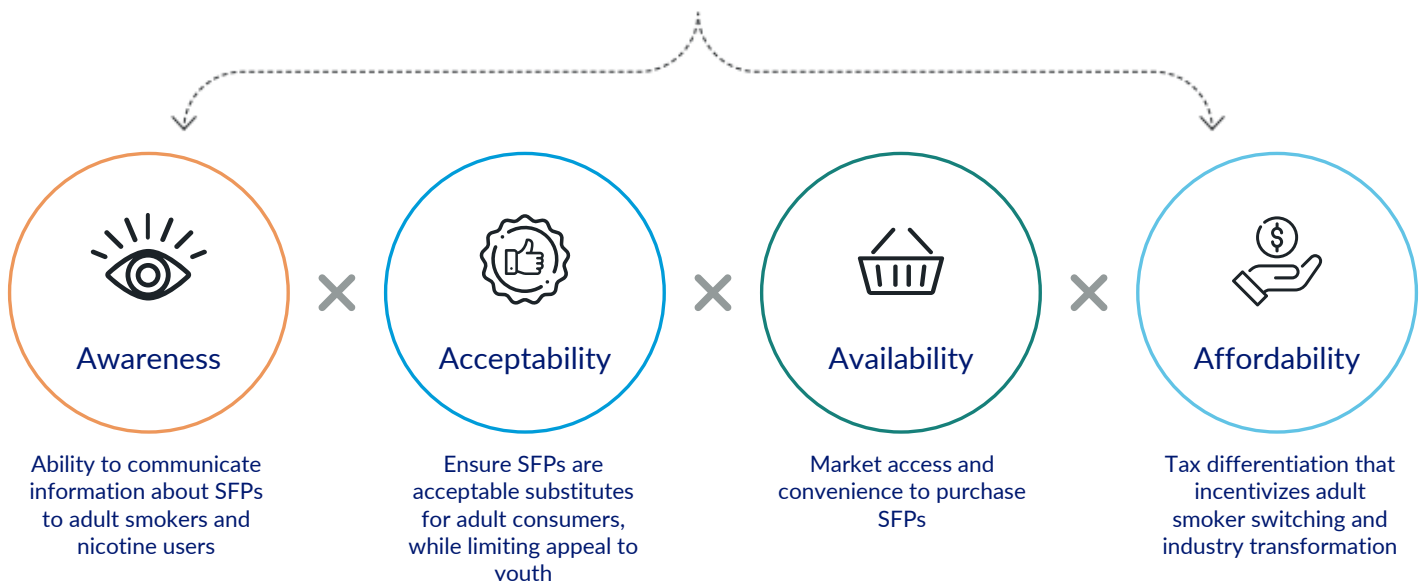 Awareness
Acceptability
Availability
Affordability
Ability to communicate
information about SFPs
to adult smokers and
nicotine users
Ensure SFPs are
acceptable substitutes
for adult consumers,
while limiting appeal to
youth
Market access and
convenience to purchase
SFPs
Tax differentiation that
incentivizes adult
smoker switching and
industry transformation